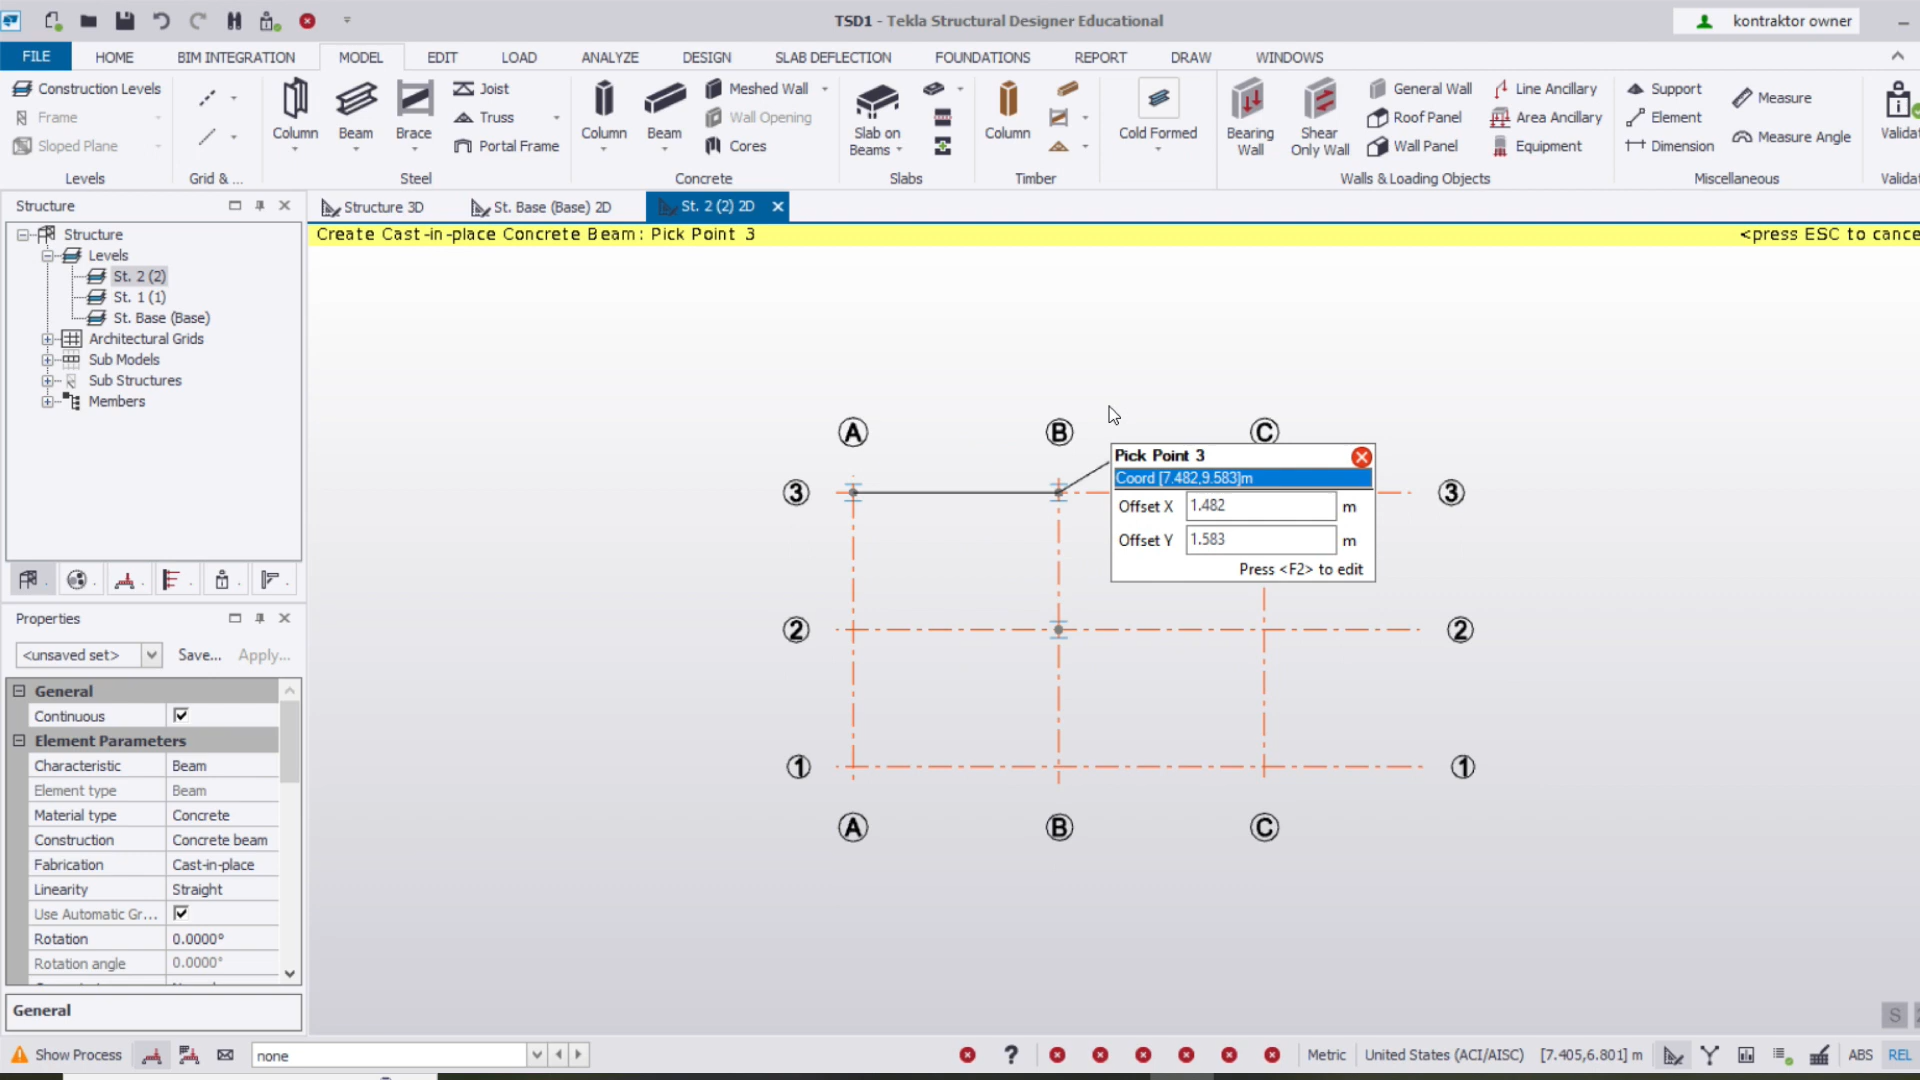 TSD1 - Tekla Structural Designer Educational
kontraktor owner
FILE HOME BIM INTEGRATION MODEL EDIT LOAD ANALYZE DESIGN SLAB DEFLECTION FOUNDATIONS REPORT DRAW WINDOWS
Construction Levels
Frame
Sloped Plane
Levels
Grid & ...
Column
Beam
Brace
Joist
Truss
Portal Frame
Steel
Column
Beam
Meshed Wall
Wall Opening
Cores
Concrete
Slab on
Beams
Slabs
Column
Timber
Cold Formed
Bearing
Wall
Shear
Only Wall
General Wall
Roof Panel
Wall Panel
Line Ancillary
Area Ancillary
Equipment
Walls & Loading Objects
Support
Element
Dimension
Measure
Measure Angle
Miscellaneous
Validat
Validat
Structure
Structure
Levels
St. 2 (2)
St. 1 (1)
St. Base (Base)
Architectural Grids
Sub Models
Sub Structures
Members
Structure 3D
St. Base (Base) 2D
St. 2 (2) 2D
Create Cast-in-place Concrete Beam: Pick Point 3
<press ESC to cance
A B C
3 3
2 2
1 1
A B C
Pick Point 3
Coord [7.482,9.583]m
Offset X 1.482 m
Offset Y 1.583 m
Press <F2> to edit
Properties
<unsaved set> Save... Apply...
General
Continuous
Element Parameters
Characteristic Beam
Element type Beam
Material type Concrete
Construction Concrete beam
Fabrication Cast-in-place
Linearity Straight
Use Automatic Gr...
Rotation 0.0000°
Rotation angle 0.0000°
General
S
Show Process
none
Metric
United States (ACI/AISC)
[7.405,6.801] m
ABS
REL